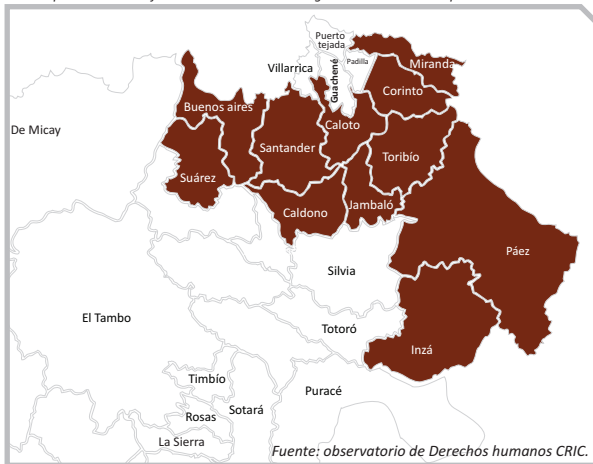 Puerto
tejada
Villarrica
Guachené
Padilla
Miranda
Corinto
Buenos aires
De Micay
Santander
Caloto
Toribío
Suárez
Caldono
Jambaló
Páez
Silvia
El Tambo
Totoró
Inzá
Timbío
Puracé
Rosas
Sotará
La Sierra
Fuente: observatorio de Derechos humanos CRIC.